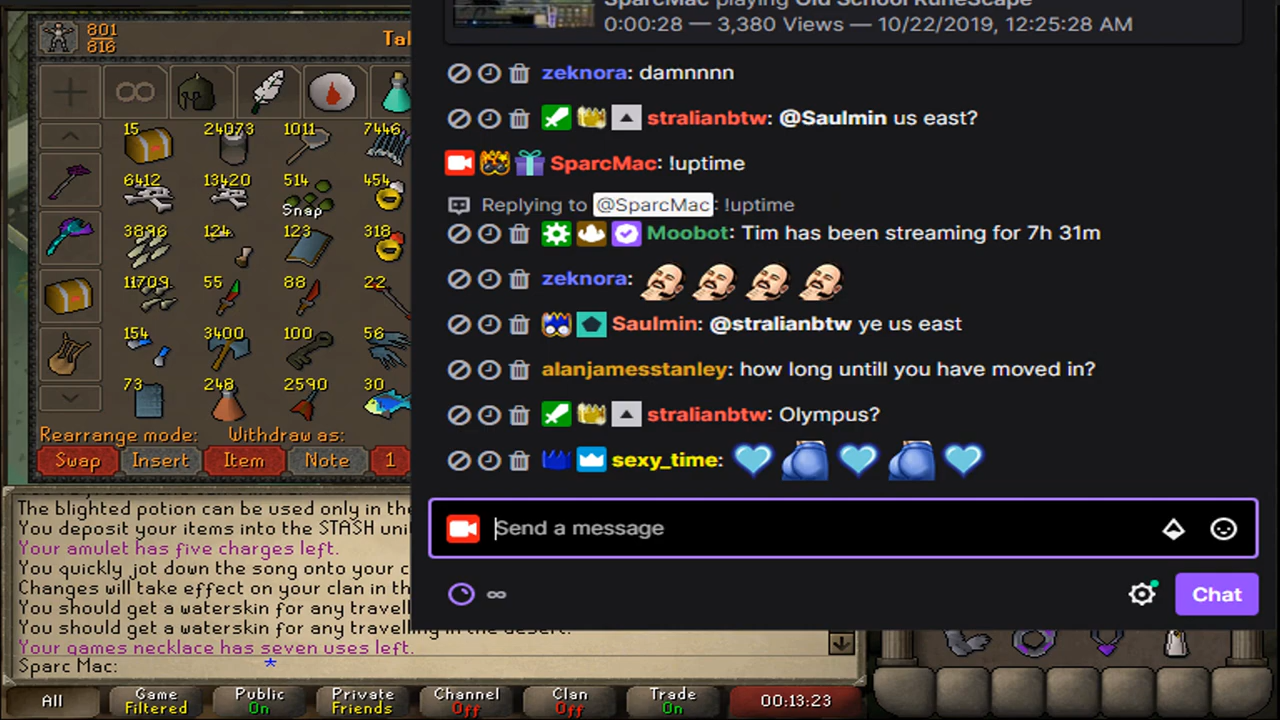 SparcMac playing Old School RuneScape
0:00:28 — 3,380 Views — 10/22/2019, 12:25:28 AM
zeknora: damnnnn
stralianbtw: @Saulmin us east?
SparcMac: !uptime
Replying to @SparcMac: !uptime
Moobot: Tim has been streaming for 7h 31m
zeknora:
Saulmin: @stralianbtw ye us east
alanjamesstanley: how long untill you have moved in?
stralianbtw: Olympus?
sexy_time:
Send a message
Chat
801
816
15 24073 1011 7446
6412 13420 514 454
Snap
3896 124 123 318
11709 55 88 22
154 3400 100 56
73 248 2590 30
Rearrange mode: Withdraw as:
Swap Insert Item Note 1
The blighted potion can be used only in the
You deposit your items into the STASH
Your amulet has five charges left.
You quickly jot down the song onto your
Changes will take effect on your clan in
You should get a waterskin for any
You should get a waterskin for any travelling in the desert.
Your games necklace has seven uses left.
Sparc Mac: *
All
Game
Filtered
Public
On
Private
Friends
Channel
Off
Clan
Off
Trade
On
00:13:23